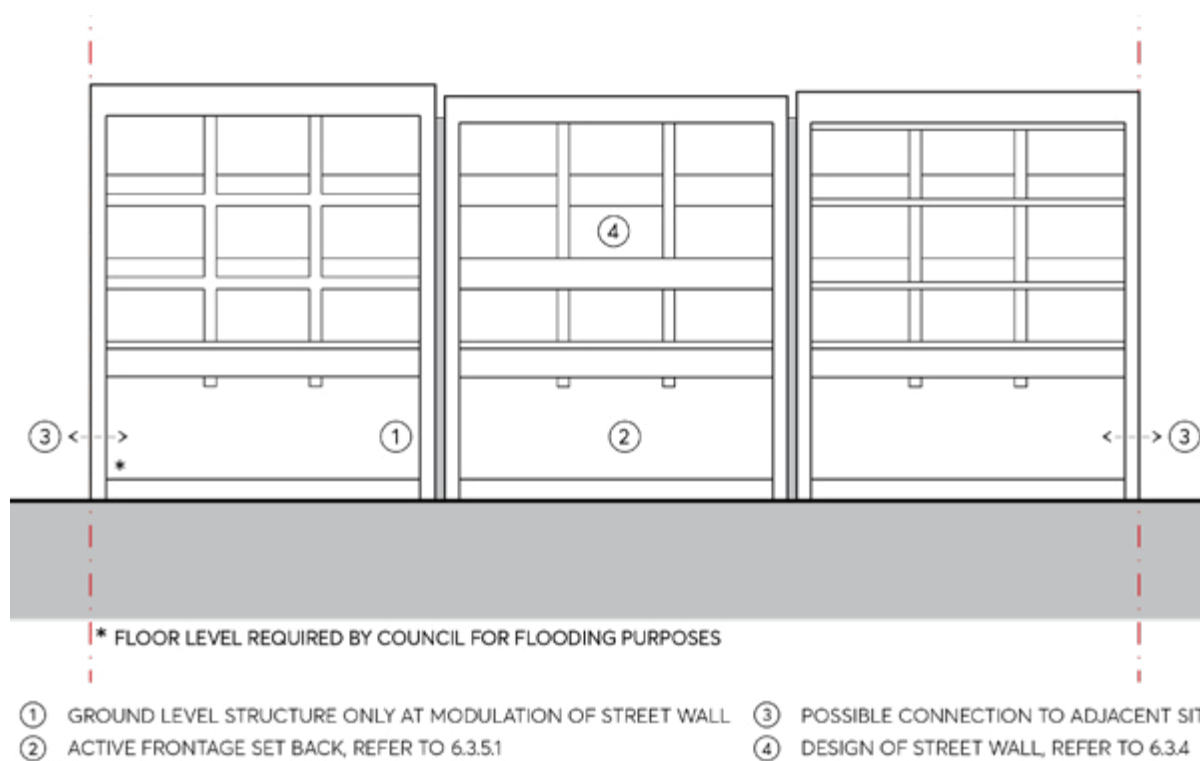 4
3
1
2
3
*
* FLOOR LEVEL REQUIRED BY COUNCIL FOR FLOODING PURPOSES
1 GROUND LEVEL STRUCTURE ONLY AT MODULATION OF STREET WALL
3 POSSIBLE CONNECTION TO ADJACENT SIT
2 ACTIVE FRONTAGE SET BACK, REFER TO 6.3.5.1
4 DESIGN OF STREET WALL, REFER TO 6.3.4